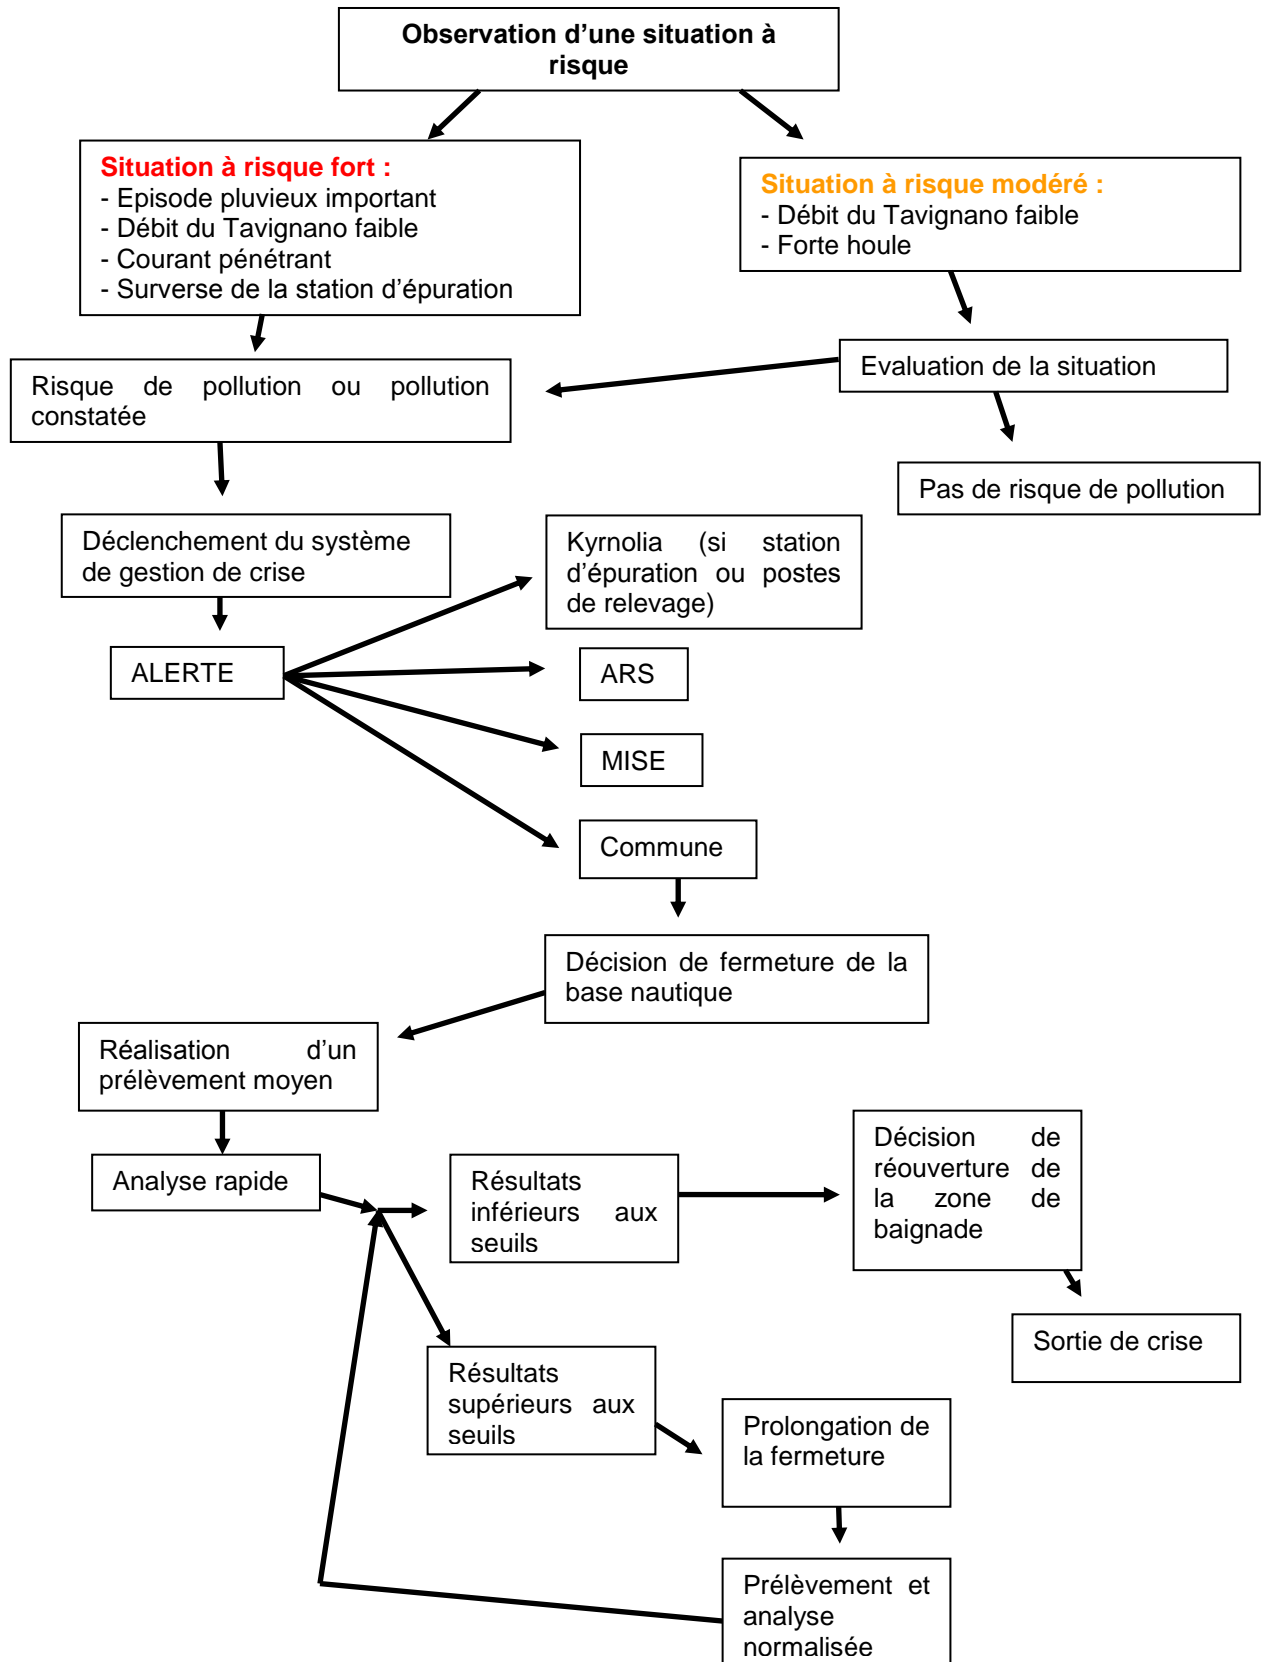 Observation d'une situation à
risque
Situation à risque fort :
- Episode pluvieux important
- Débit du Tavignano faible
- Courant pénétrant
- Surverse de la station d'épuration
Situation à risque modéré :
- Débit du Tavignano faible
- Forte houle
Evaluation de la situation
Risque de pollution ou pollution
constatée
Pas de risque de pollution
Déclenchement du système
de gestion de crise
Kyrnolia (si station
d'épuration ou postes
de relevage)
ALERTE
ARS
MISE
Commune
Décision de fermeture de la
base nautique
Réalisation d'un
prélèvement moyen
Analyse rapide
Résultats
inférieurs aux
seuils
Décision de
réouverture de
la zone de
baignade
Sortie de crise
Résultats
supérieurs aux
seuils
Prolongation de
la fermeture
Prélèvement et
analyse
normalisée